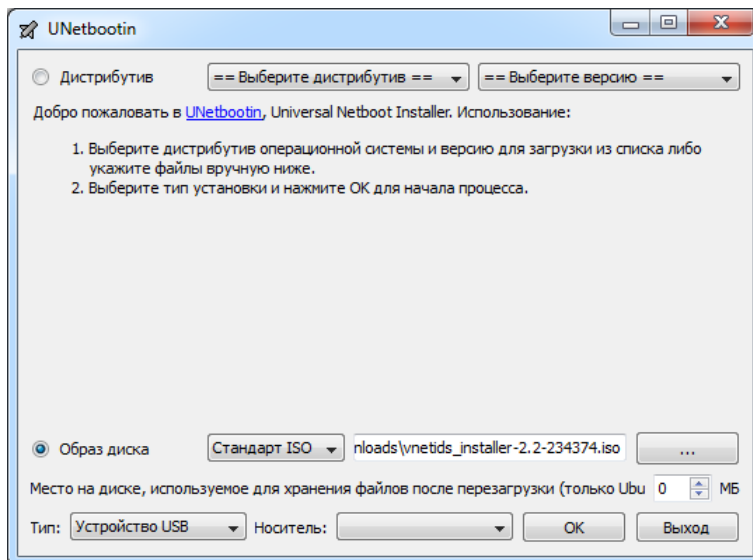 UNetbootin
Дистрибутив == Выберите дистрибутив == == Выберите версию ==
Добро пожаловать в UNetbootin, Universal Netboot Installer. Использование:
1. Выберите дистрибутив операционной системы и версию для загрузки из списка либо
укажите файлы вручную ниже.
2. Выберите тип установки и нажмите OK для начала процесса.
Образ диска Стандарт ISO nloads\vnetids_installer-2.2-234374.iso ...
Место на диске, используемое для хранения файлов после перезагрузки (только Ubu 0 МБ
Тип: Устройство USB Носитель: OK Выход